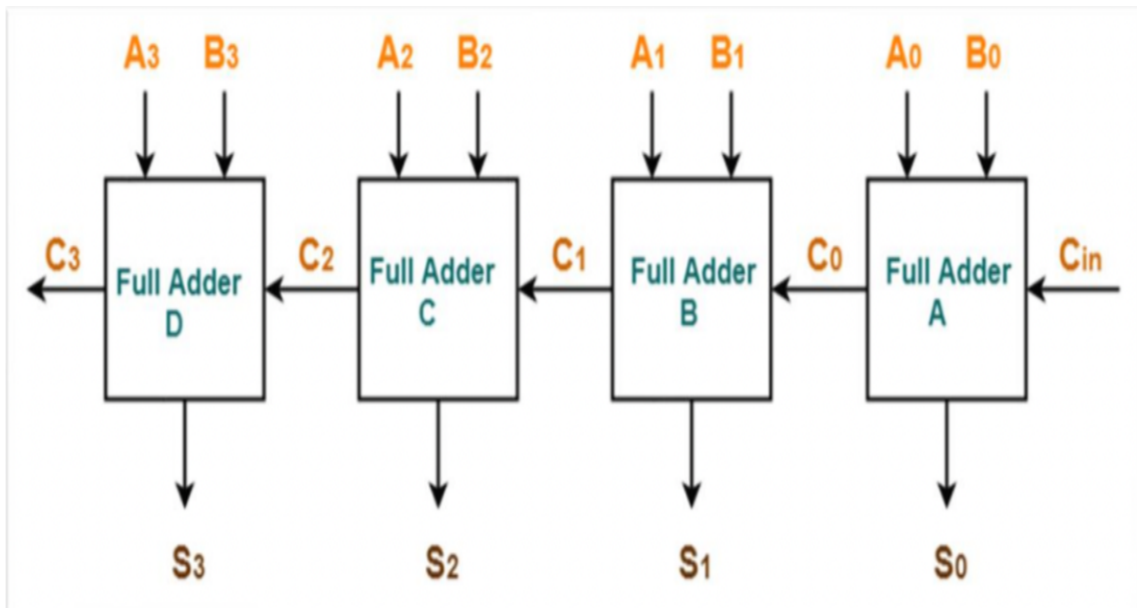 A3 B3 A2 B2 A1 B1 A0 B0
C3 C2 C1 C0 Cin
Full Adder Full Adder Full Adder Full Adder
D C B A
S3 S2 S1 S0